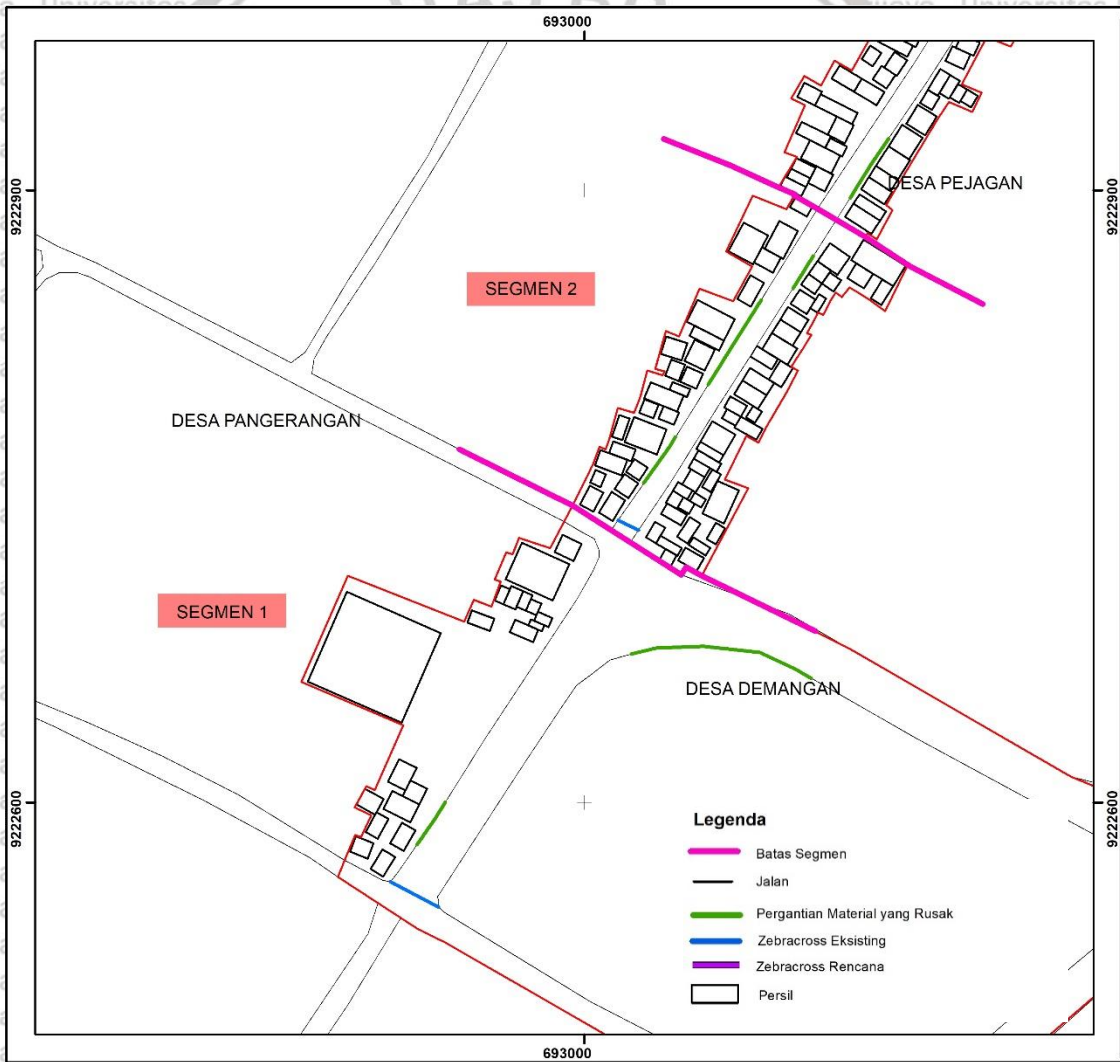 693000
9222900
9222900
DESA PEJAGAN
SEGMEN 2
DESA PANGERANGAN
SEGMEN 1
DESA DEMANGAN
9222600
9222600
Legenda
Batas Segmen
Jalan
Pergantian Material yang Rusak
Zebracross Eksisting
Zebracross Rencana
Persil
693000